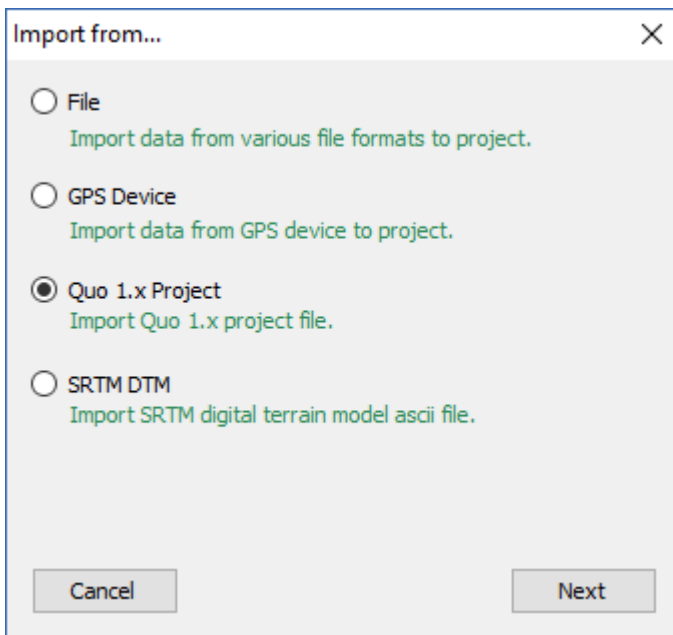 Import from...
File
Import data from various file formats to project.
GPS Device
Import data from GPS device to project.
Quo 1.x Project
Import Quo 1.x project file.
SRTM DTM
Import SRTM digital terrain model ascii file.
Cancel
Next